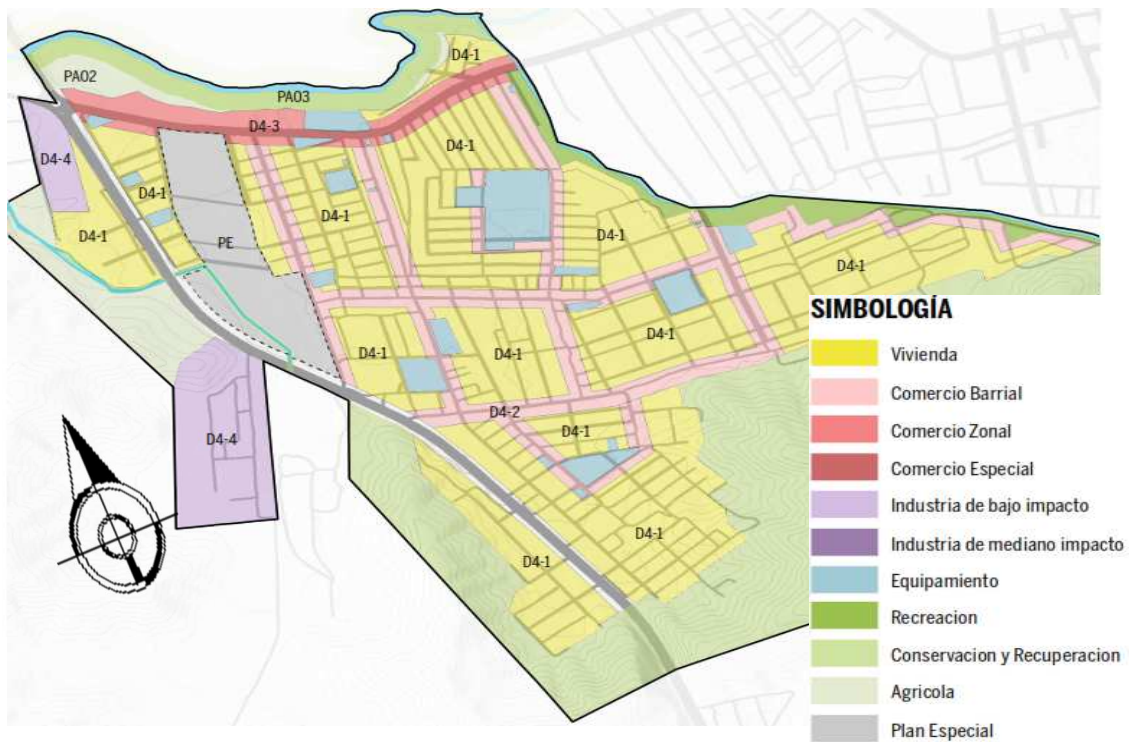 D4-1
PA02
PA03
D4-3
D4-1
D4-4
D4-1
D4-1
D4-1
PE
D4-1
D4-1
D4-1
D4-1
D4-1
D4-2
D4-1
D4-4
D4-1
D4-1
SIMBOLOGÍA
Vivienda
Comercio Barrial
Comercio Zonal
Comercio Especial
Industria de bajo impacto
Industria de mediano impacto
Equipamiento
Recreacion
Conservacion y Recuperacion
Agricola
Plan Especial